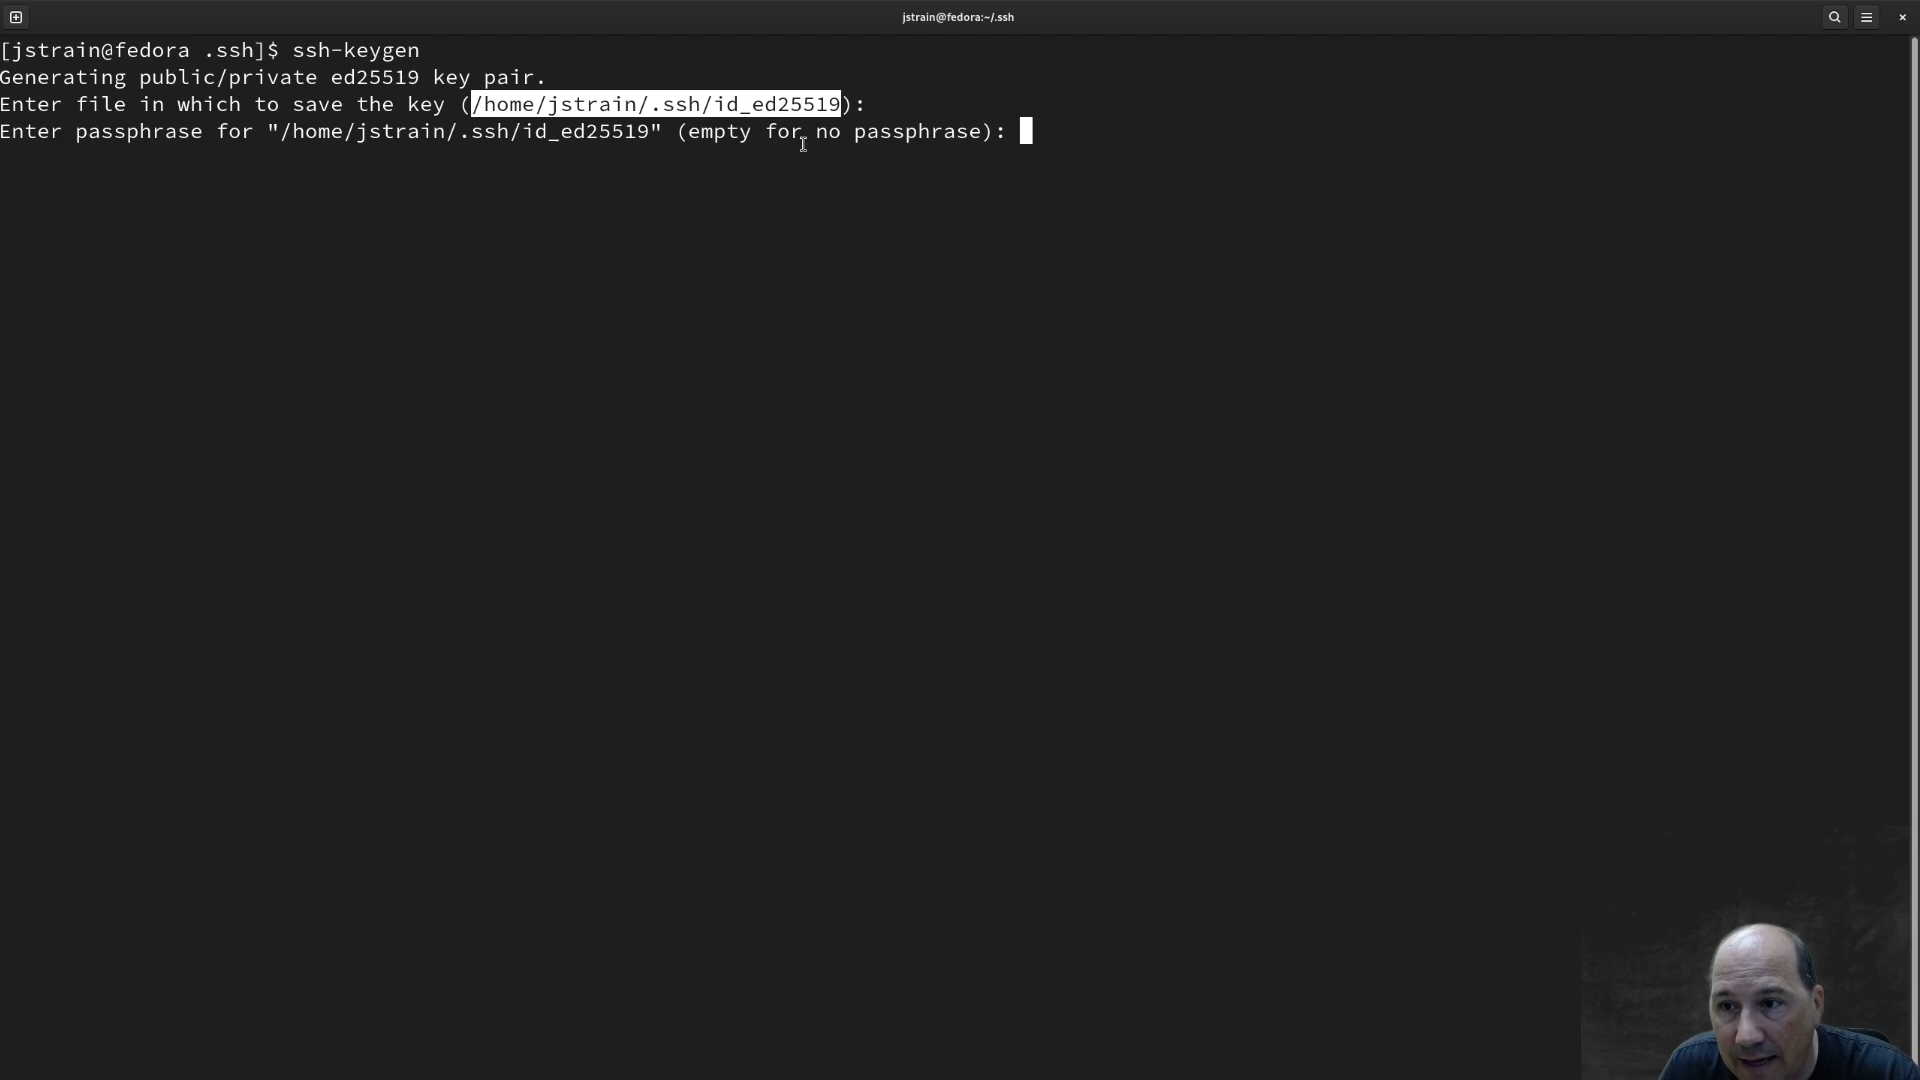 jstrain@fedora:~/.ssh
[jstrain@fedora .ssh]$ ssh-keygen
Generating public/private ed25519 key pair.
Enter file in which to save the key (/home/jstrain/.ssh/id_ed25519):
Enter passphrase for "/home/jstrain/.ssh/id_ed25519" (empty for no passphrase):